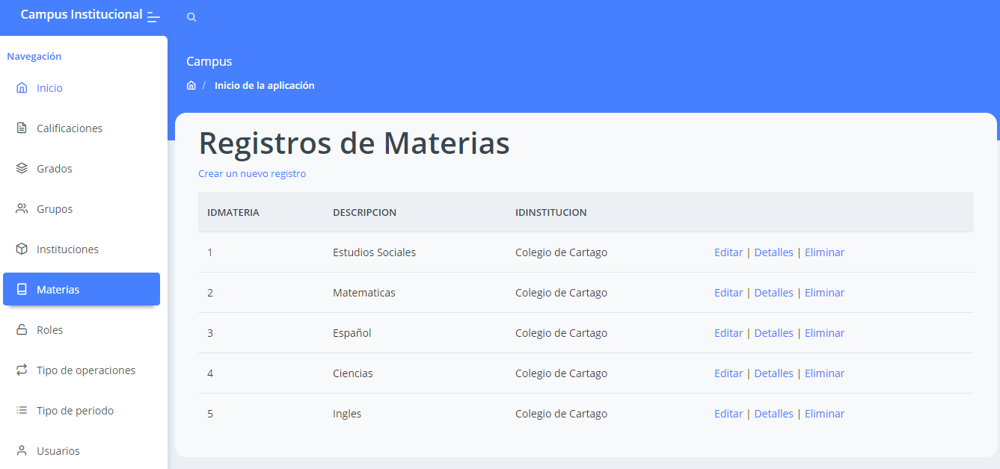 Campus Institucional
Navegación
Inicio
Calificaciones
Grados
Grupos
Instituciones
Materias
Roles
Tipo de operaciones
Tipo de periodo
Usuarios
Campus
/ Inicio de la aplicación
Registros de Materias
Crear un nuevo registro
IDMATERIA DESCRIPCION IDINSTITUCION
1 Estudios Sociales Colegio de Cartago Editar | Detalles | Eliminar
2 Matematicas Colegio de Cartago Editar | Detalles | Eliminar
3 Español Colegio de Cartago Editar | Detalles | Eliminar
4 Ciencias Colegio de Cartago Editar | Detalles | Eliminar
5 Ingles Colegio de Cartago Editar | Detalles | Eliminar